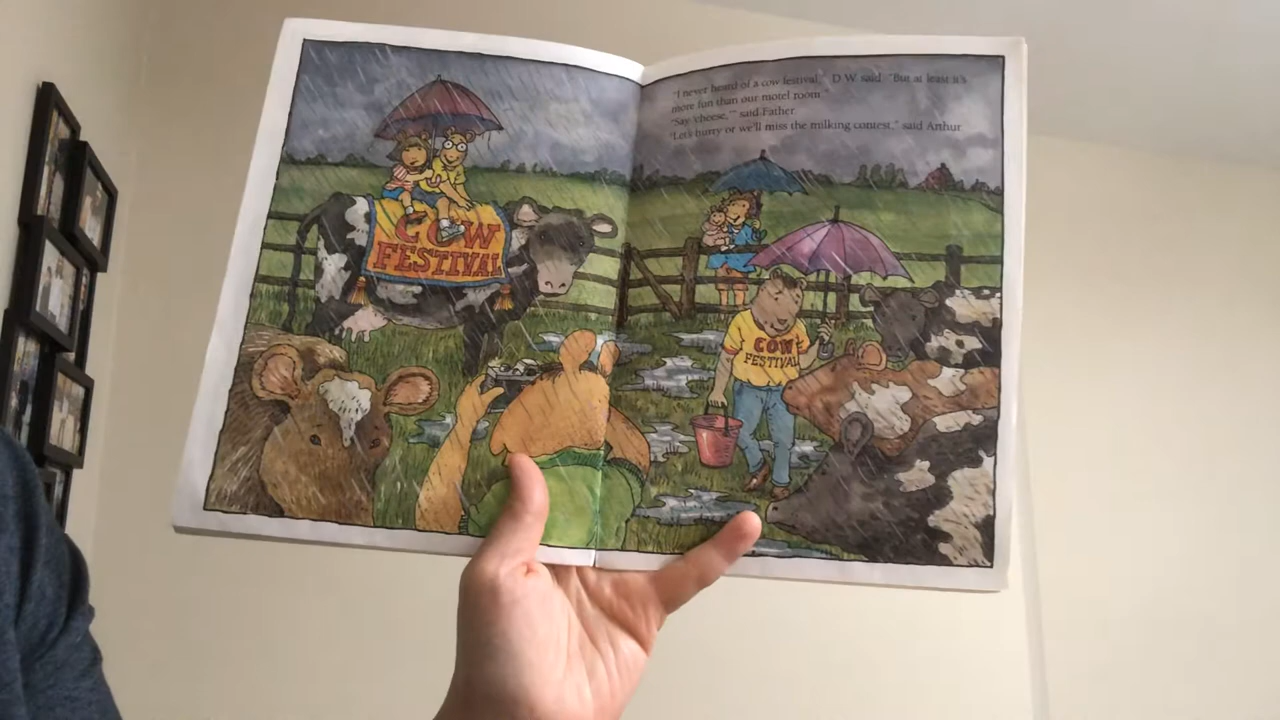 COW
FESTIVAL
"I never heard of a cow festival," D.W. said. "But at least it's
more fun than our motel room."
"Say 'cheese,'" said Father.
"Let's hurry or we'll miss the milking contest," said Arthur.
COW
FESTIVAL